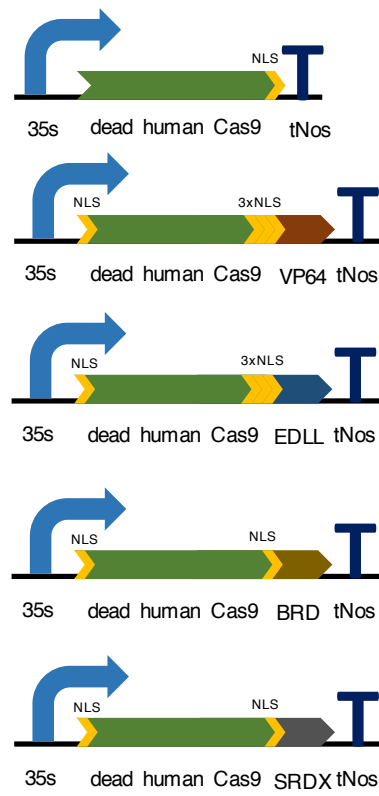 NLS
35s dead human Cas9 tNos
NLS 3xNLS
35s dead human Cas9 VP64 tNos
NLS 3xNLS
35s dead human Cas9 EDLL tNos
NLS NLS
35s dead human Cas9 BRD tNos
NLS NLS
35s dead human Cas9 SRDX tNos